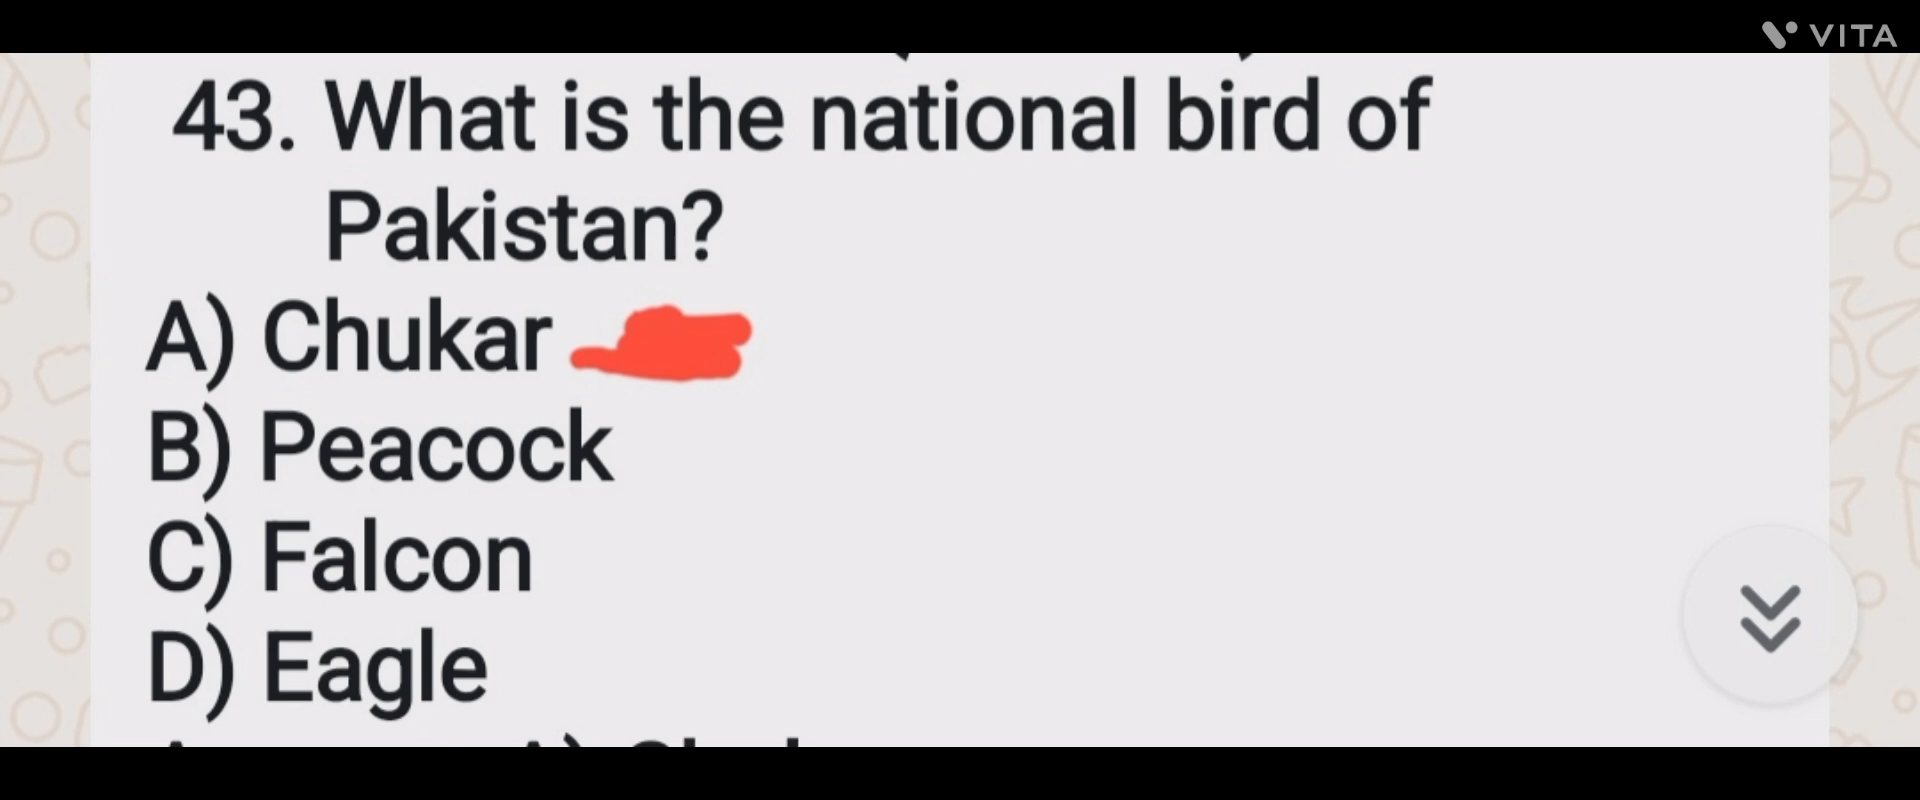 VITA
43. What is the national bird of
Pakistan?
A) Chukar
B) Peacock
C) Falcon
D) Eagle